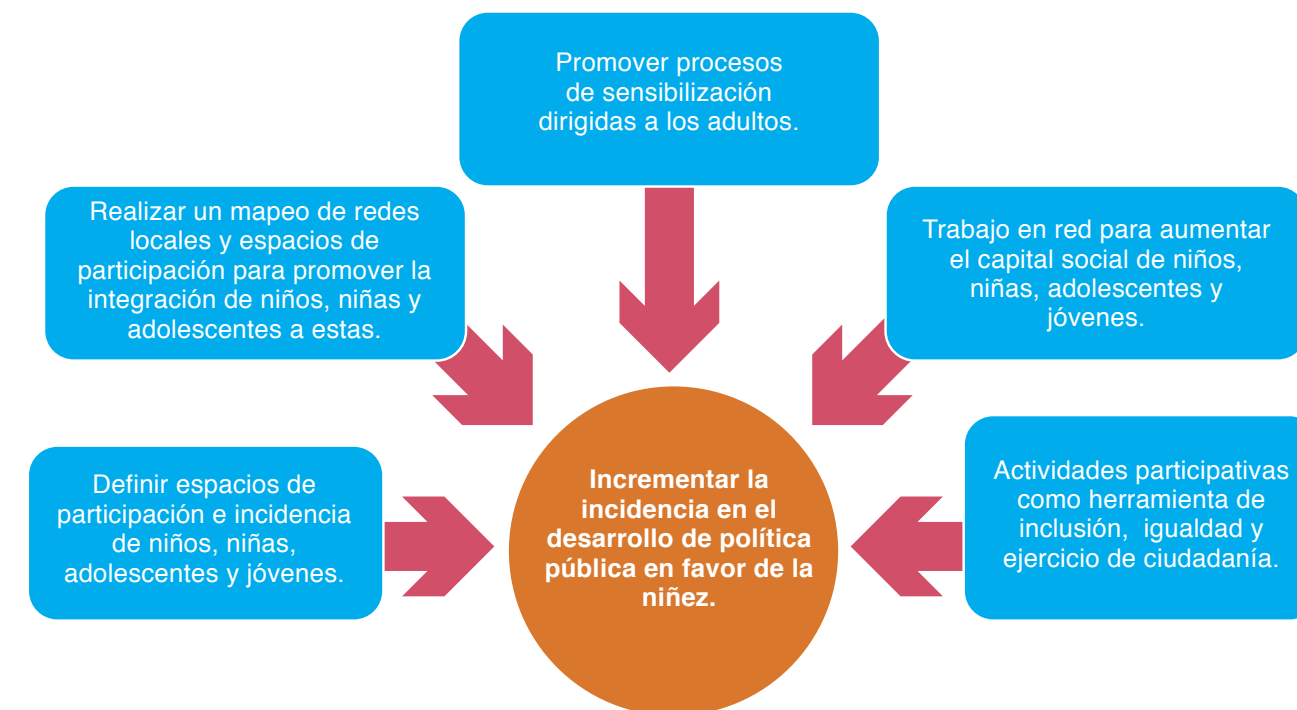 Promover procesos
de sensibilización
dirigidas a los adultos.
Realizar un mapeo de redes
locales y espacios de
participación para promover la
integración de niños, niñas y
adolescentes a estas.
Trabajo en red para aumentar
el capital social de niños,
niñas, adolescentes y
jóvenes.
Definir espacios de
participación e incidencia
de niños, niñas,
adolescentes y jóvenes.
Incrementar la
incidencia en el
desarrollo de política
pública en favor de la
niñez.
Actividades participativas
como herramienta de
inclusión, igualdad y
ejercicio de ciudadanía.